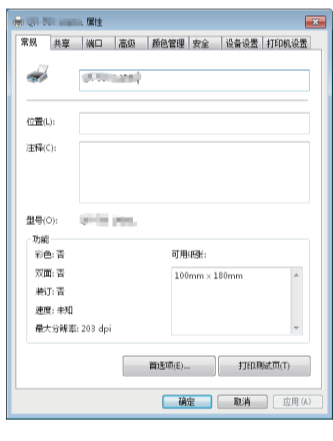 属性
常规 共享 端口 高级 颜色管理 安全 设备设置 打印机设置
位置(L):
注释(C):
型号(O):
功能
彩色: 否 可用纸张:
双面: 否 100mm × 180mm
装订: 否
速度: 未知
最大分辨率: 203 dpi
首选项(E)... 打印测试页(T)
确定 取消 应用(A)